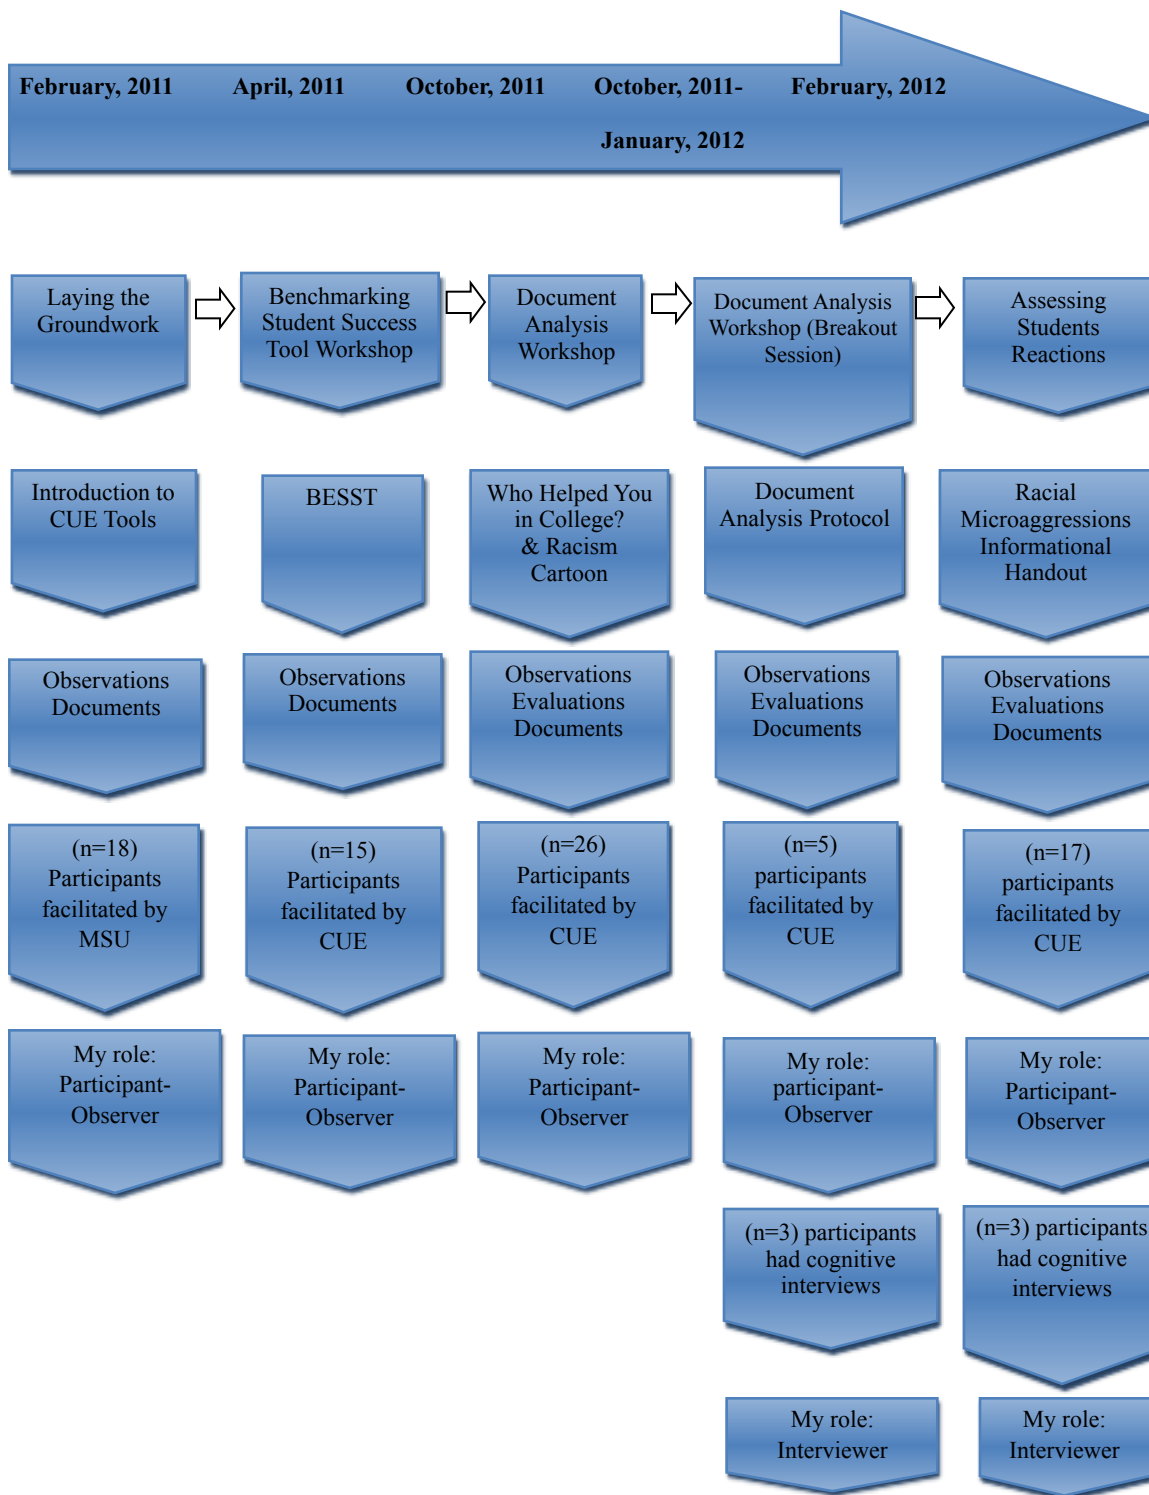 February, 2011
April, 2011
October, 2011
October, 2011-
January, 2012
February, 2012
Laying the
Groundwork
Benchmarking
Student Success
Tool Workshop
Document
Analysis
Workshop
Document Analysis
Workshop (Breakout
Session)
Assessing
Students
Reactions
Introduction to
CUE Tools
BESST
Who Helped You
in College?
& Racism
Cartoon
Document
Analysis Protocol
Racial
Microaggressions
Informational
Handout
Observations
Documents
Observations
Documents
Observations
Evaluations
Documents
Observations
Evaluations
Documents
Observations
Evaluations
Documents
(n=18)
Participants
facilitated by
MSU
(n=15)
Participants
facilitated by
CUE
(n=26)
Participants
facilitated by
CUE
(n=5)
participants
facilitated by
CUE
(n=17)
participants
facilitated by
CUE
My role:
Participant-
Observer
My role:
Participant-
Observer
My role:
Participant-
Observer
My role:
participant-
Observer
My role:
Participant-
Observer
(n=3) participants
had cognitive
interviews
(n=3) participants
had cognitive
interviews
My role:
Interviewer
My role:
Interviewer